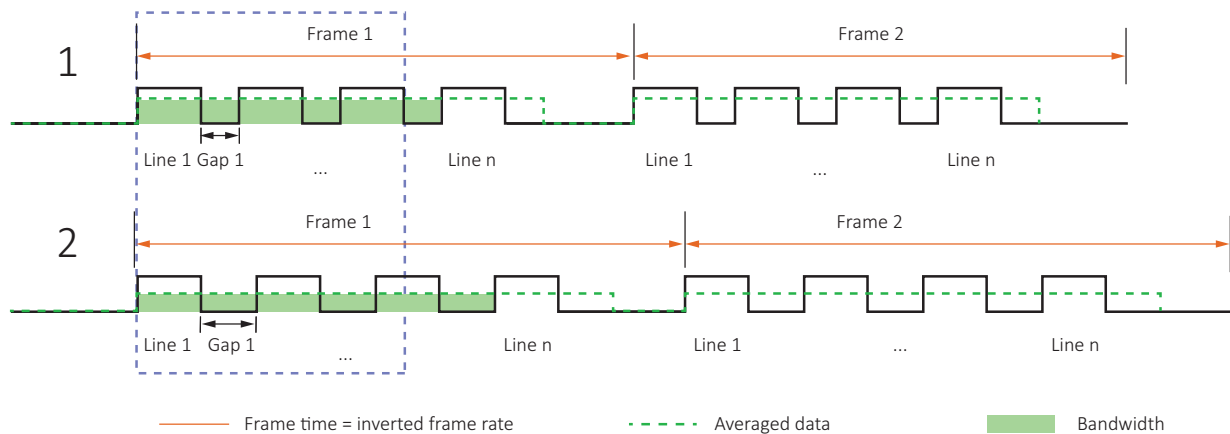 1
Frame 1
Frame 2
Line 1 Gap 1
...
Line n
Line 1
...
Line n
2
Frame 1
Frame 2
Line 1
Gap 1
...
Line n
Line 1
...
Line n
Frame time = inverted frame rate
Averaged data
Bandwidth